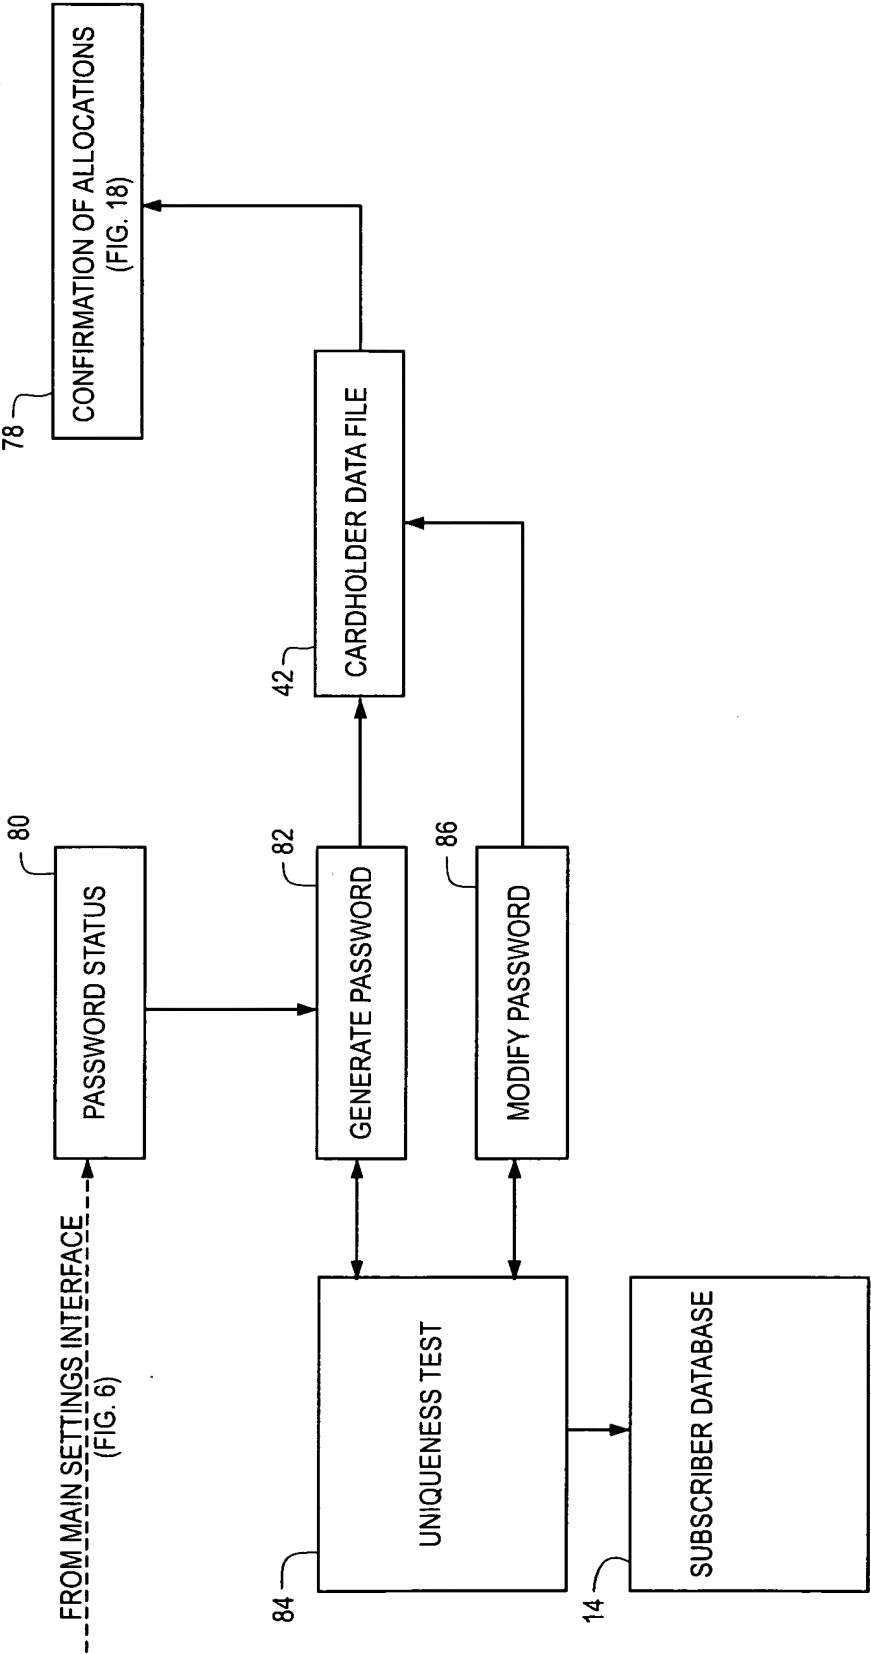 FROM MAIN SETTINGS INTERFACE
(FIG. 6)
80
PASSWORD STATUS
78
CONFIRMATION OF ALLOCATIONS
(FIG. 18)
84
UNIQUENESS TEST
82
GENERATE PASSWORD
42
CARDHOLDER DATA FILE
86
MODIFY PASSWORD
14
SUBSCRIBER DATABASE